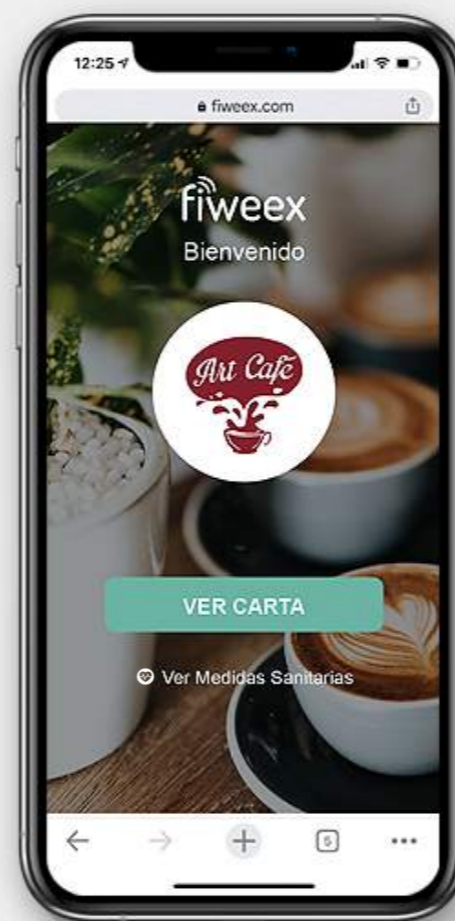 12:25
fiweex.com
fiweex
Bienvenido
Art Cafe
VER CARTA
Ver Medidas Sanitarias
5